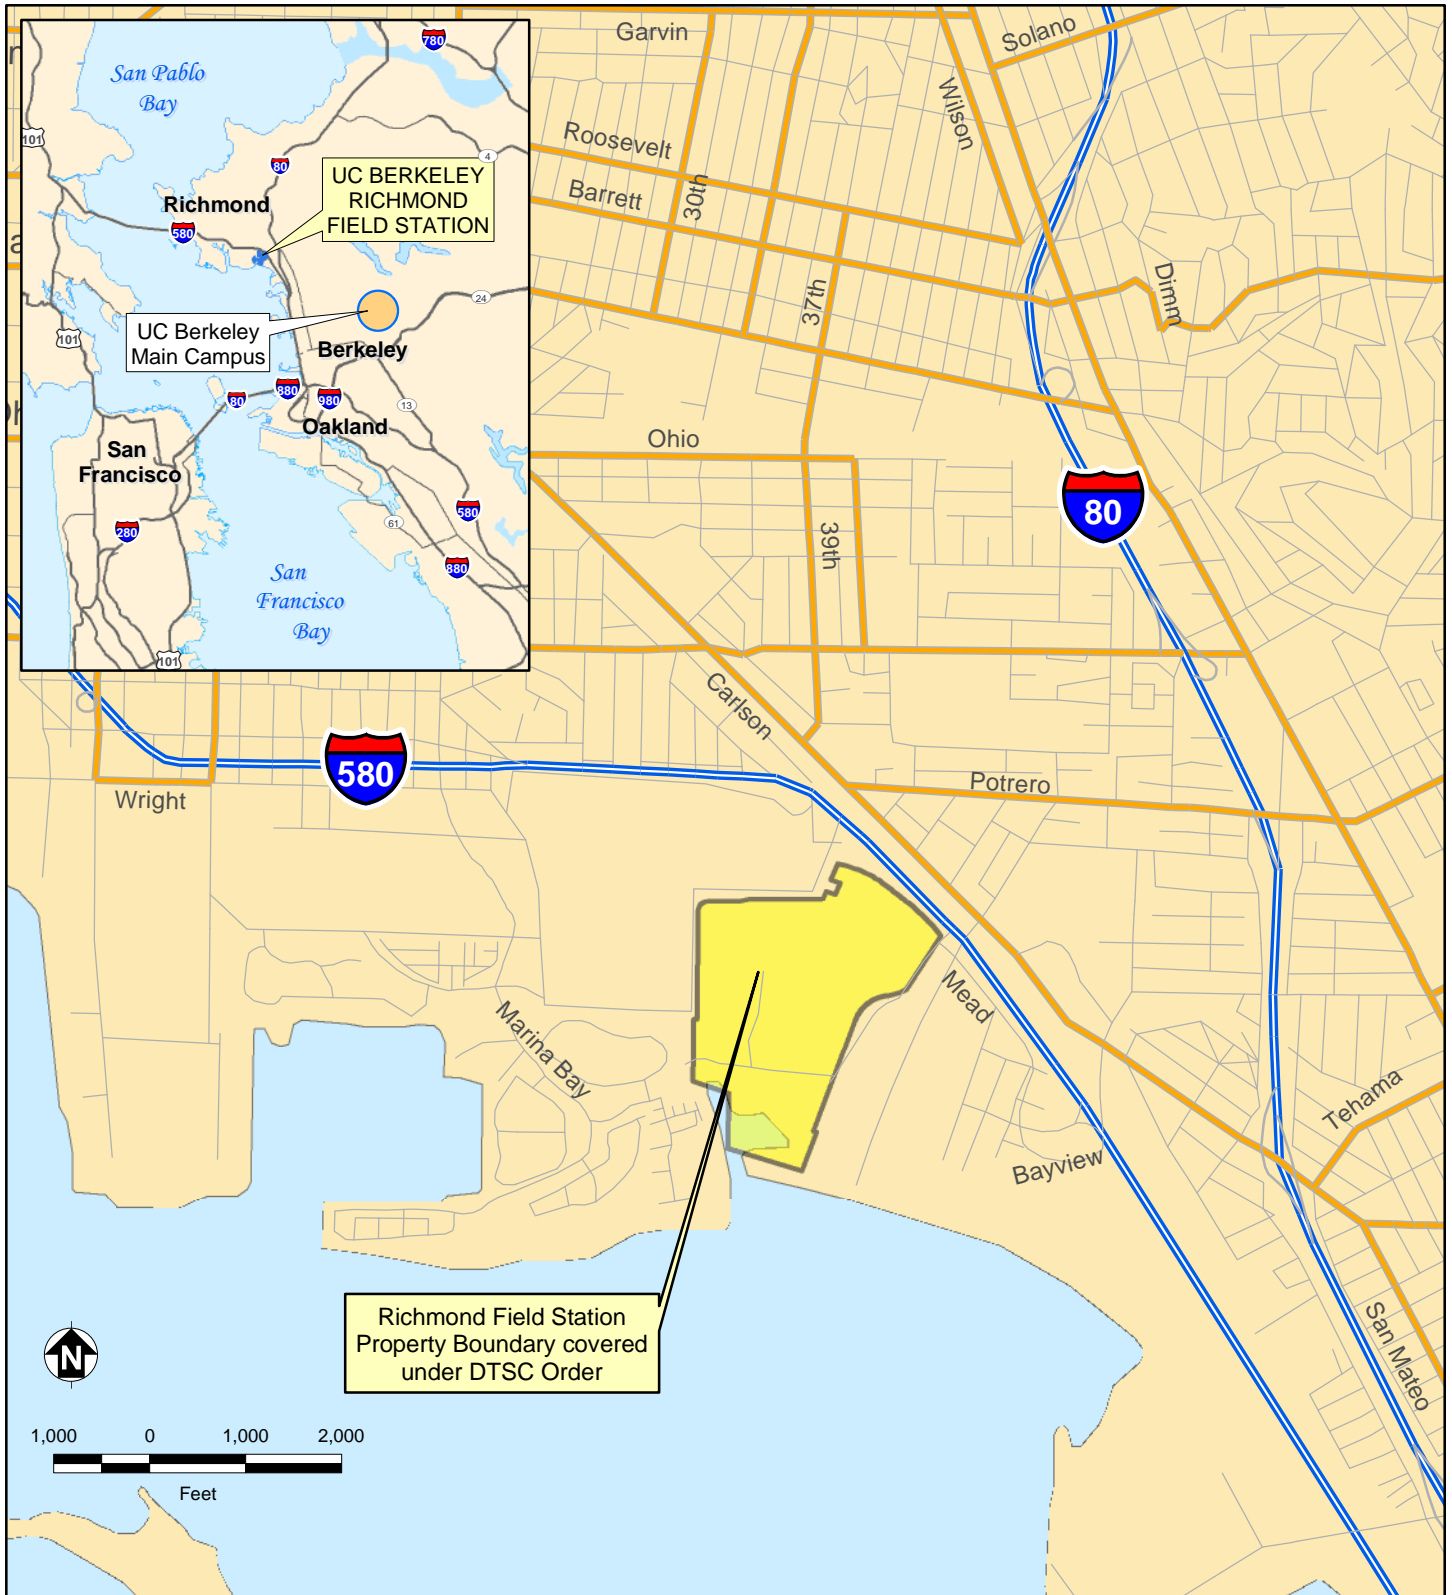 780
San Pablo
Bay
101
4
80
UC BERKELEY
RICHMOND
FIELD STATION
Richmond
580
24
UC Berkeley
Main Campus
101
Berkeley
880
80
980
13
Oakland
San
Francisco
580
61
280
880
San
Francisco
Bay
101
Garvin
Solano
Wilson
Roosevelt
Barrett
30th
37th
Dimm
Ohio
39th
80
Carlson
580
Wright
Potrero
Mead
Marina Bay
Bayview
Tehama
San Mateo
Richmond Field Station
Property Boundary covered
under DTSC Order
N
1,000 0 1,000 2,000
Feet